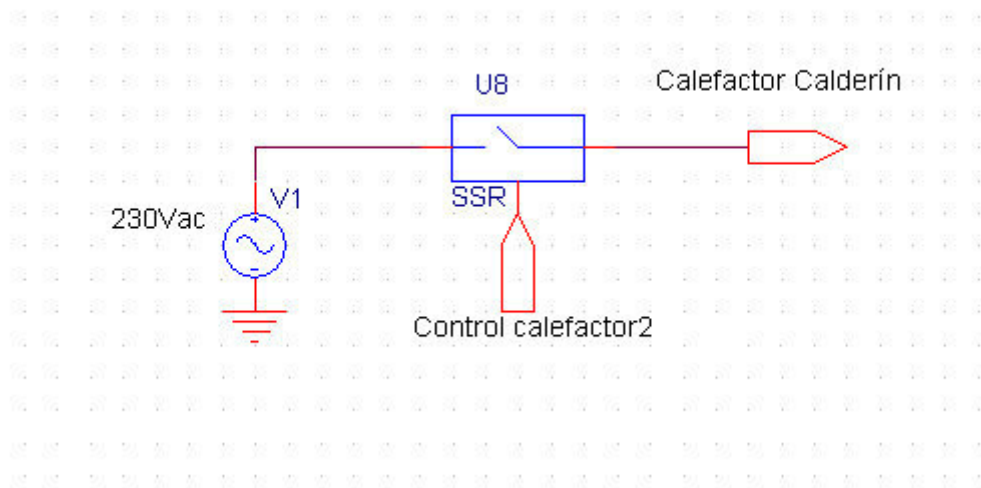 U8
Calefactor Calderín
SSR
V1
230Vac
Control calefactor2